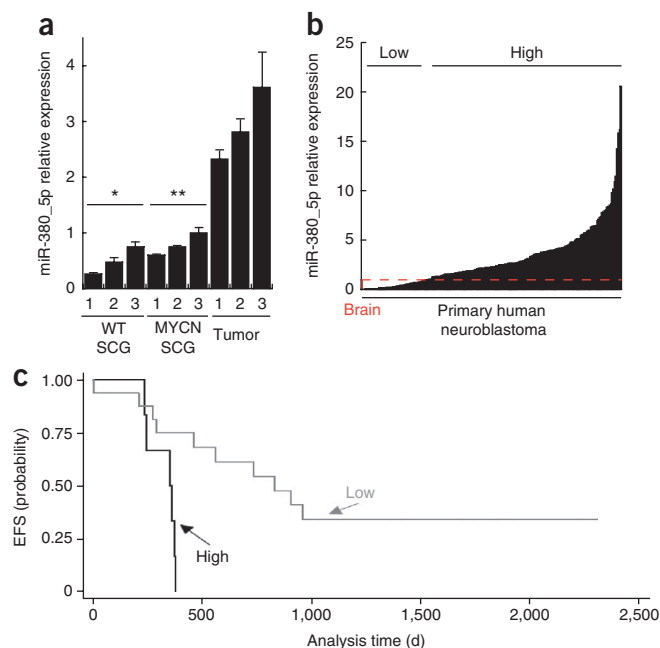 a
miR-380_5p relative expression
4
3
2
1
0
*
**
1 2 3 1 2 3 1 2 3
WT SCG
MYCN SCG
Tumor
b
miR-380_5p relative expression
25
20
15
10
5
0
Low
High
Brain
Primary human neuroblastoma
c
EFS (probability)
1.00
0.75
0.50
0.25
0
Low
High
0 500 1,000 1,500 2,000 2,500
Analysis time (d)